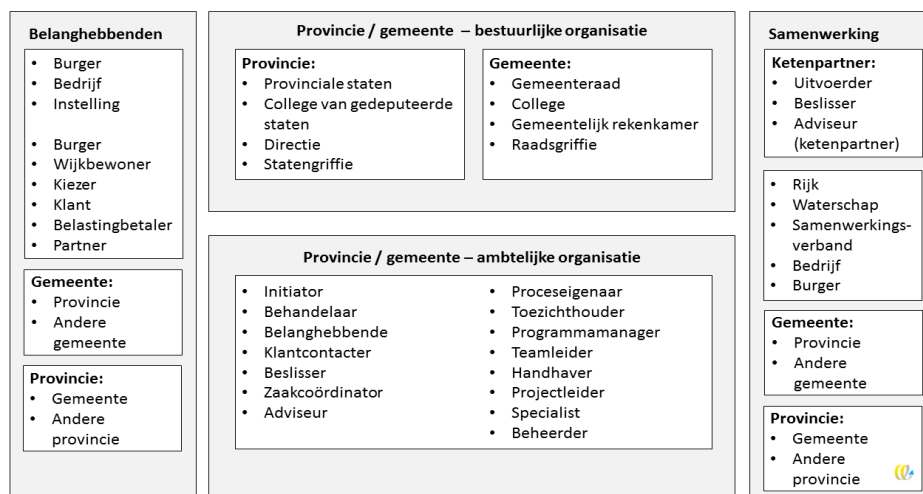 Belanghebbenden
• Burger
• Bedrijf
• Instelling
• Burger
• Wijkbewoner
• Kiezer
• Klant
• Belastingbetaler
• Partner
Gemeente:
• Provincie
• Andere
gemeente
Provincie:
• Gemeente
• Andere
provincie
Provincie / gemeente – bestuurlijke organisatie
Provincie:
• Provinciale staten
• College van gedeputeerde
staten
• Directie
• Statengriffie
Gemeente:
• Gemeenteraad
• College
• Gemeentelijk rekenkamer
• Raadsgriffie
Provincie / gemeente – ambtelijke organisatie
• Initiator
• Behandelaar
• Belanghebbende
• Klantcontacter
• Beslisser
• Zaakcoördinator
• Adviseur
• Proceseigenaar
• Toezichthouder
• Programmamanager
• Teamleider
• Handhaver
• Projectleider
• Specialist
• Beheerder
Samenwerking
Ketenpartner:
• Uitvoerder
• Beslisser
• Adviseur
(ketenpartner)
• Rijk
• Waterschap
• Samenwerkings-
verband
• Bedrijf
• Burger
Gemeente:
• Provincie
• Andere
gemeente
Provincie:
• Gemeente
• Andere
provincie